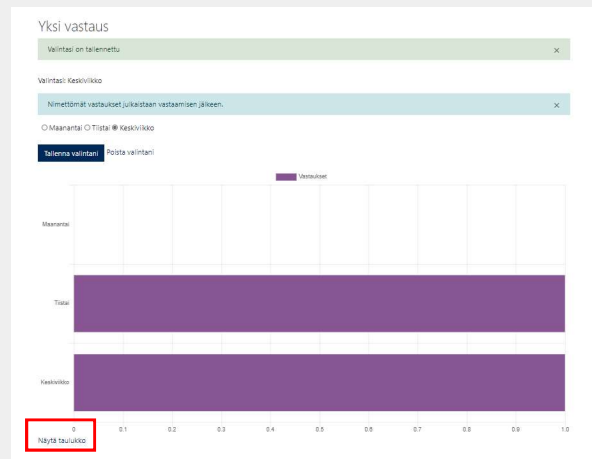 Yksi vastaus
Valintasi on tallennettu ×
Valintasi: Keskiviikko
Nimettömät vastaukset julkaistaan vastaamisen jälkeen. ×
Maanantai Tiistai Keskiviikko
Tallenna valintani Poista valintani
Vastaukset
Maanantai
Tiistai
Keskiviikko
0 0.1 0.2 0.3 0.4 0.5 0.6 0.7 0.8 0.9 1.0
Näytä taulukko